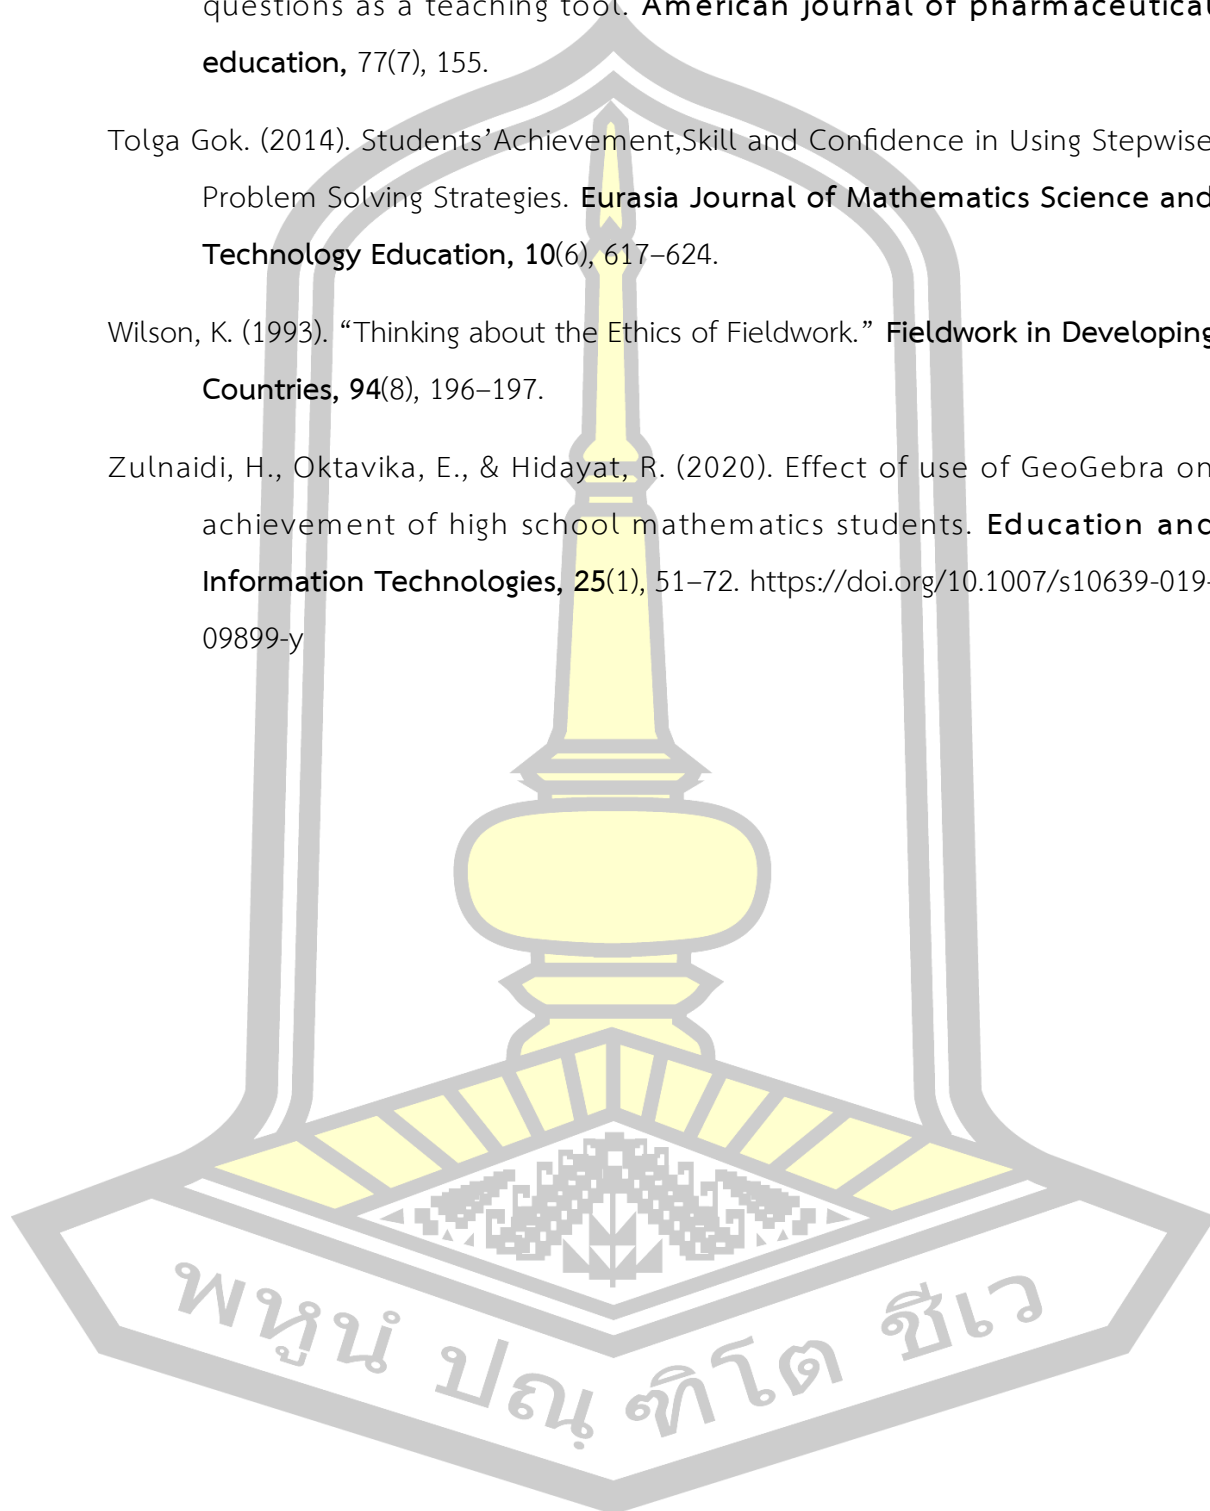 questions as a teaching tool. American journal of pharmaceutical
education, 77(7), 155.
Tolga Gok. (2014). Students’Achievement,Skill and Confidence in Using Stepwise
Problem Solving Strategies. Eurasia Journal of Mathematics Science and
Technology Education, 10(6), 617–624.
Wilson, K. (1993). “Thinking about the Ethics of Fieldwork.” Fieldwork in Developing
Countries, 94(8), 196–197.
Zulnaidi, H., Oktavika, E., & Hidayat, R. (2020). Effect of use of GeoGebra on
achievement of high school mathematics students. Education and
Information Technologies, 25(1), 51–72. https://doi.org/10.1007/s10639-019-
09899-y
พหูนํ ปณฺ ฑิโต ชีเว